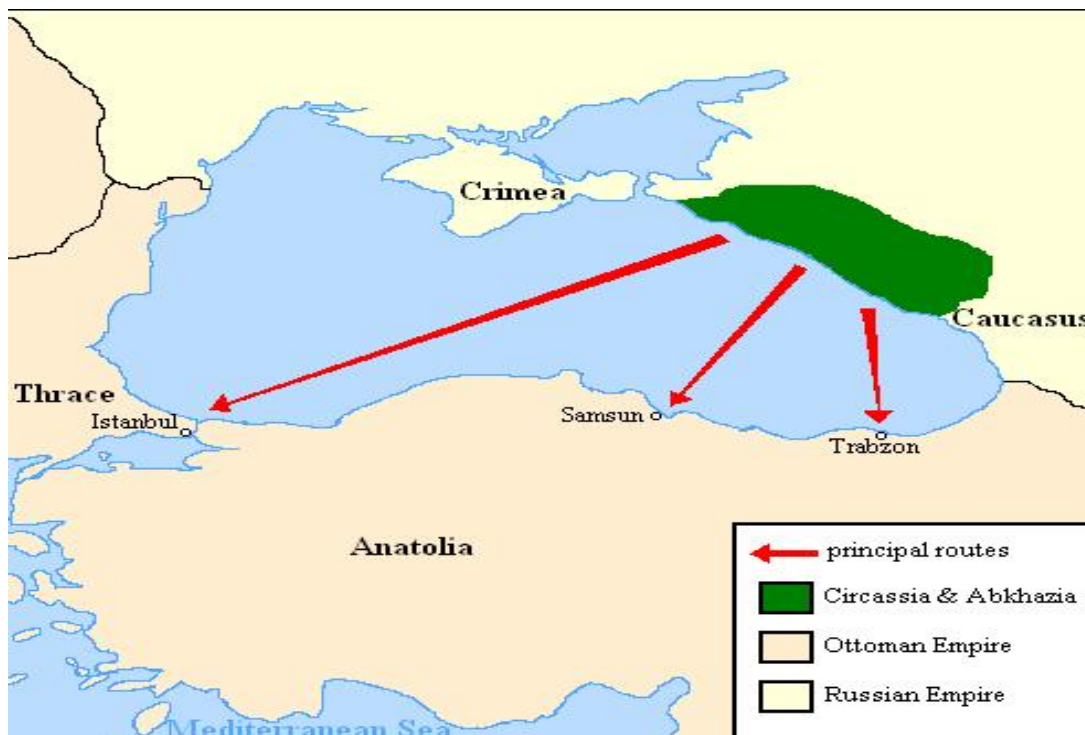 Crimea
Caucasus
Thrace
Istanbul
Samsun
Trabzon
Anatolia
principal routes
Circassia & Abkhazia
Ottoman Empire
Russian Empire
Mediterranean Sea